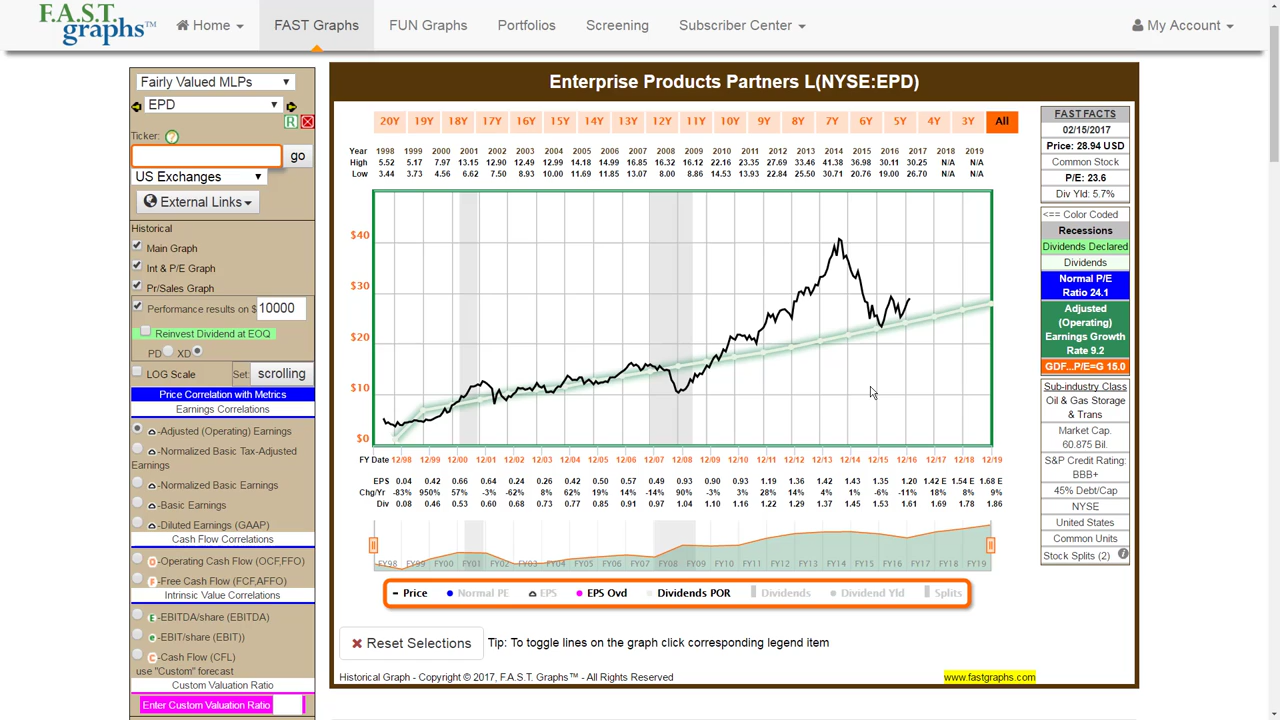 F.A.S.T. graphs™
Home
FAST Graphs
FUN Graphs
Portfolios
Screening
Subscriber Center
My Account
Fairly Valued MLPs
EPD
R
Ticker: ?
go
US Exchanges
External Links
Historical
Main Graph
Int & P/E Graph
Pr/Sales Graph
Performance results on $ 10000
Reinvest Dividend at EOQ
PD XD
LOG Scale Set: scrolling
Price Correlation with Metrics
Earnings Correlations
-Adjusted (Operating) Earnings
-Normalized Basic Tax-Adjusted
Earnings
-Normalized Basic Earnings
-Basic Earnings
-Diluted Earnings (GAAP)
Cash Flow Correlations
O -Operating Cash Flow (OCF,FFO)
F -Free Cash Flow (FCF,AFFO)
Intrinsic Value Correlations
E -EBITDA/share (EBITDA)
e -EBIT/share (EBIT))
C -Cash Flow (CFL)
use "Custom" forecast
Custom Valuation Ratio
Enter Custom Valuation Ratio
Enterprise Products Partners L(NYSE:EPD)
20Y 19Y 18Y 17Y 16Y 15Y 14Y 13Y 12Y 11Y 10Y 9Y 8Y 7Y 6Y 5Y 4Y 3Y All
Year 1998 1999 2000 2001 2002 2003 2004 2005 2006 2007 2008 2009 2010 2011 2012 2013 2014 2015 2016 2017 2018 2019
High 5.52 5.17 7.97 13.15 12.90 12.49 12.99 14.18 14.99 16.85 16.32 16.12 22.16 23.35 27.69 33.46 41.38 36.98 30.11 30.25 N/A N/A
Low 3.44 3.73 4.56 6.62 7.50 8.93 10.00 11.69 11.85 13.07 8.00 8.86 14.53 13.93 22.84 25.50 30.71 20.76 19.00 26.70 N/A N/A
$40
$30
$20
$10
$0
FY Date 12/98 12/99 12/00 12/01 12/02 12/03 12/04 12/05 12/06 12/07 12/08 12/09 12/10 12/11 12/12 12/13 12/14 12/15 12/16 12/17 12/18 12/19
EPS 0.04 0.42 0.66 0.64 0.24 0.26 0.42 0.50 0.57 0.49 0.93 0.90 0.93 1.19 1.36 1.42 1.43 1.35 1.20 1.42 E 1.54 E 1.68 E
Chg/Yr -83% 950% 57% -3% -62% 8% 62% 19% 14% -14% 90% -3% 3% 28% 14% 4% 1% -6% -11% 18% 8% 9%
Div 0.08 0.46 0.53 0.60 0.68 0.73 0.76 0.85 0.91 0.97 1.04 1.10 1.16 1.22 1.28 1.36 1.45 1.53 1.61 1.69 1.78 1.86
FY98 FY99 FY00 FY01 FY02 FY03 FY04 FY05 FY06 FY07 FY08 FY09 FY10 FY11 FY12 FY13 FY14 FY15 FY16 FY17 FY18 FY19
Price Normal PE EPS EPS Ovd Dividends POR Dividends Dividend Yld Splits
Reset Selections Tip: To toggle lines on the graph click corresponding legend item
Historical Graph - Copyright © 2017, F.A.S.T. Graphs™ - All Rights Reserved
www.fastgraphs.com
FAST FACTS
02/15/2017
Price: 28.94 USD
Common Stock
P/E: 23.6
Div Yld: 5.7%
<== Color Coded
Recessions
Dividends Declared
Dividends
Normal P/E
Ratio 24.1
Adjusted
(Operating)
Earnings Growth
Rate 9.2
GDF...P/E=G 15.0
Sub-industry Class
Oil & Gas Storage
& Trans
Market Cap.
60.875 Bil.
S&P Credit Rating:
BBB+
45% Debt/Cap
NYSE
United States
Common Units
Stock Splits (2)